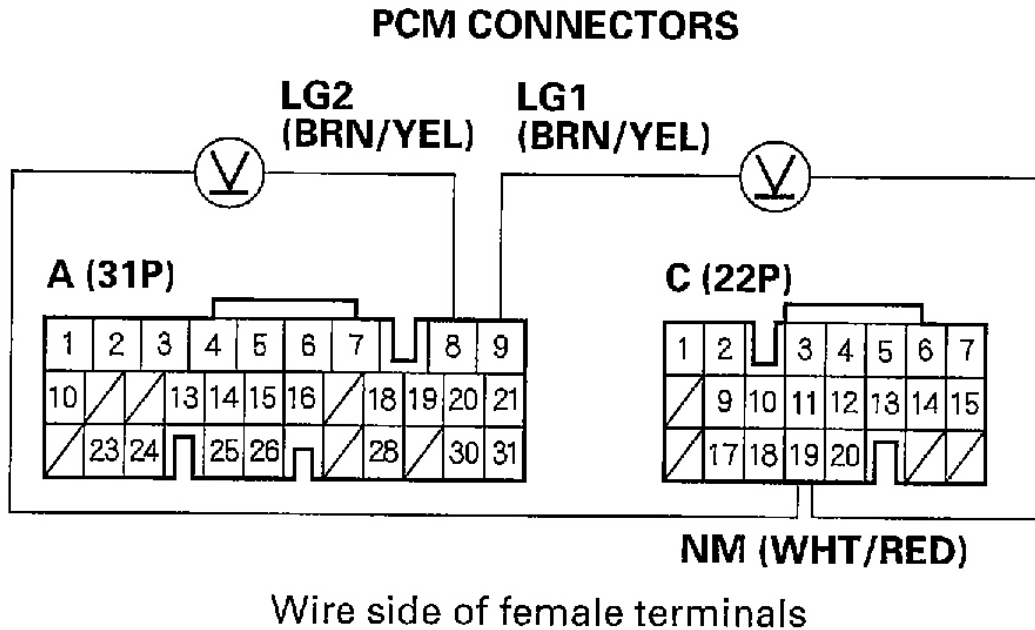 PCM CONNECTORS
LG2
(BRN/YEL)
LG1
(BRN/YEL)
A (31P)
1 2 3 4 5 6 7 8 9
10 13 14 15 16 18 19 20 21
23 24 25 26 28 30 31
C (22P)
1 2 3 4 5 6 7
9 10 11 12 13 14 15
17 18 19 20
NM (WHT/RED)
Wire side of female terminals